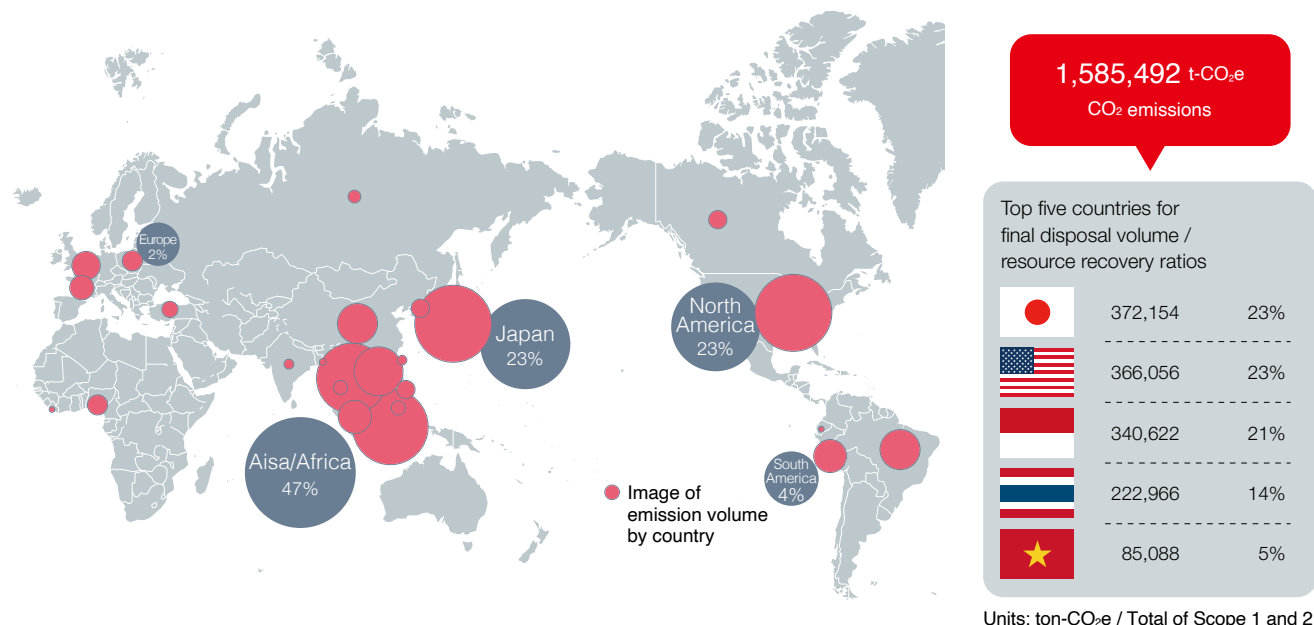 Europe
2%
Japan
23%
Aisa/Africa
47%
North
America
23%
South
America
4%
Image of
emission volume
by country
1,585,492 t-CO₂e
CO₂ emissions
Top five countries for
final disposal volume /
resource recovery ratios
372,154 23%
366,056 23%
340,622 21%
222,966 14%
85,088 5%
Units: ton-CO₂e / Total of Scope 1 and 2